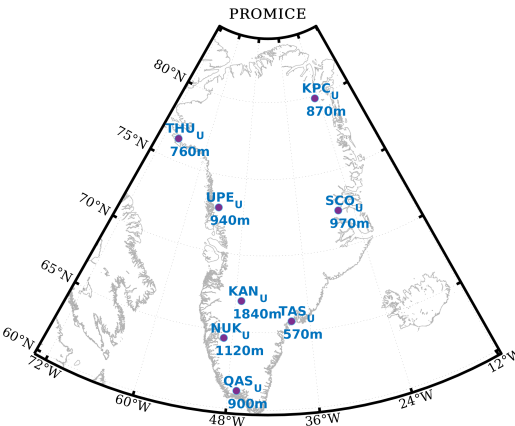 PROMICE
80°N
KPC_U
870m
THU_U
75°N
760m
UPE_U
SCO_U
70°N
940m
970m
65°N
KAN_U
1840m
TAS_U
NUK_U
570m
60°N
1120m
12°W
72°W
QAS_U
24°W
60°W
900m
48°W
36°W